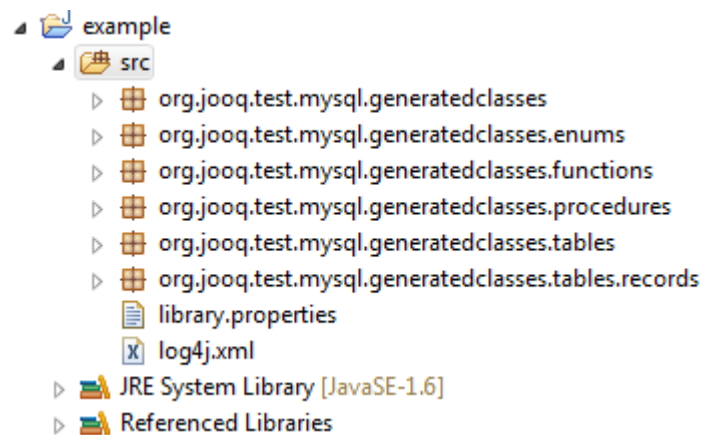 example
src
org.jooq.test.mysql.generatedclasses
org.jooq.test.mysql.generatedclasses.enums
org.jooq.test.mysql.generatedclasses.functions
org.jooq.test.mysql.generatedclasses.procedures
org.jooq.test.mysql.generatedclasses.tables
org.jooq.test.mysql.generatedclasses.tables.records
library.properties
log4j.xml
JRE System Library [JavaSE-1.6]
Referenced Libraries